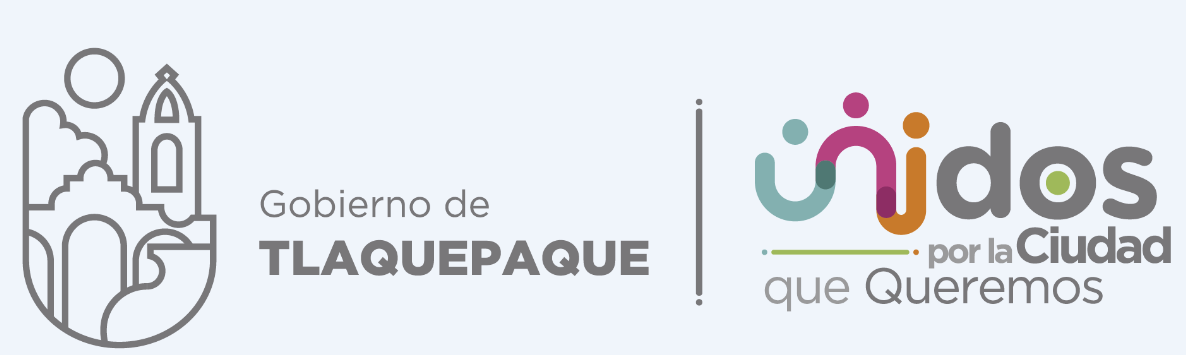 Gobierno de
TLAQUEPAQUE
unidos
por la Ciudad
que Queremos